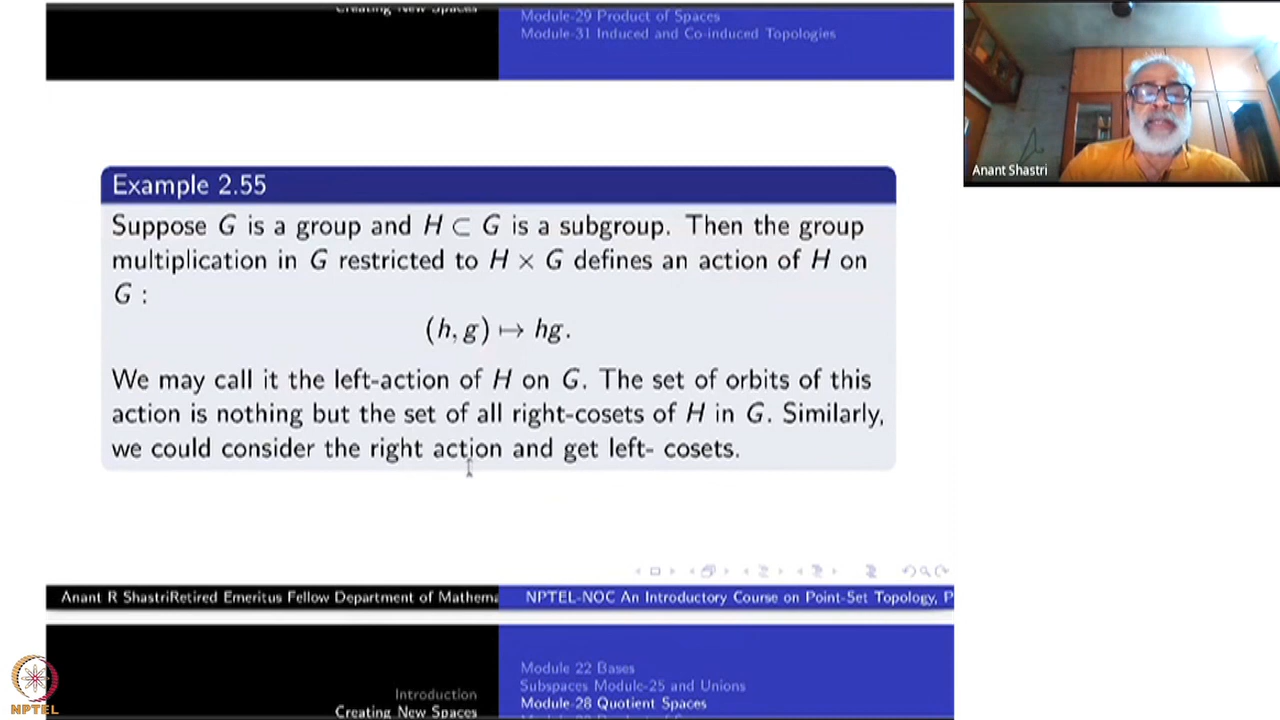 Creating New Spaces
Module-29 Product of Spaces
Module-31 Induced and Co-induced Topologies
Anant Shastri
Example 2.55
Suppose G is a group and H ⊂ G is a subgroup. Then the group
multiplication in G restricted to H × G defines an action of H on
G :
(h, g) ↦ hg.
We may call it the left-action of H on G. The set of orbits of this
action is nothing but the set of all right-cosets of H in G. Similarly,
we could consider the right action and get left- cosets.
Anant R ShastriRetired Emeritus Fellow Department of Mathema
NPTEL-NOC An Introductory Course on Point-Set Topology, P
Module 22 Bases
Subspaces Module-25 and Unions
Introduction
Module-28 Quotient Spaces
Creating New Spaces
NPTEL